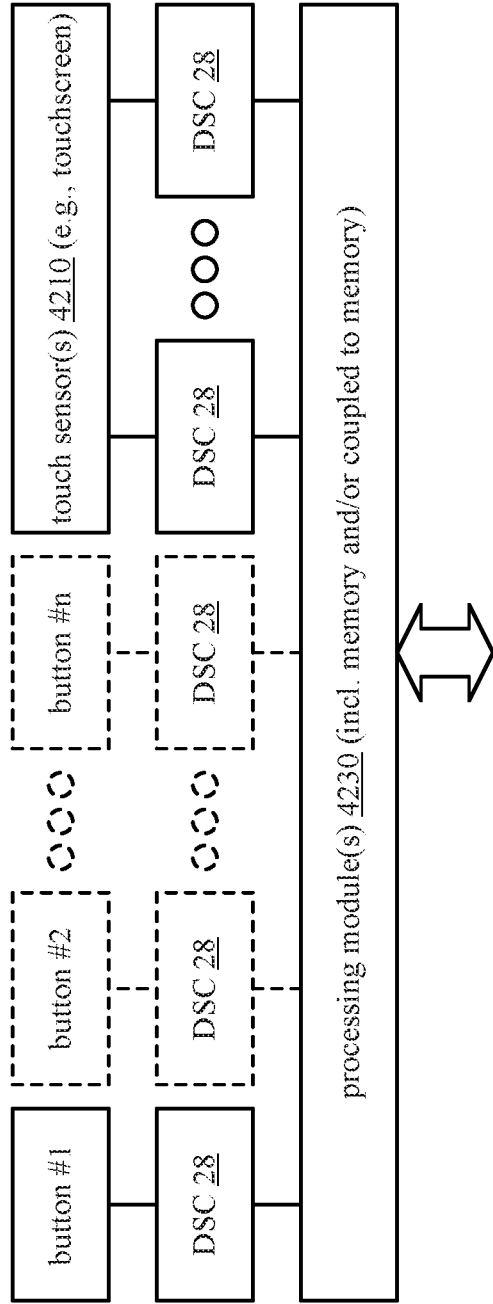 button #1
button #2
button #n
touch sensor(s) 4210 (e.g., touchscreen)
DSC 28
DSC 28
DSC 28
DSC 28
DSC 28
processing module(s) 4230 (incl. memory and/or coupled to memory)